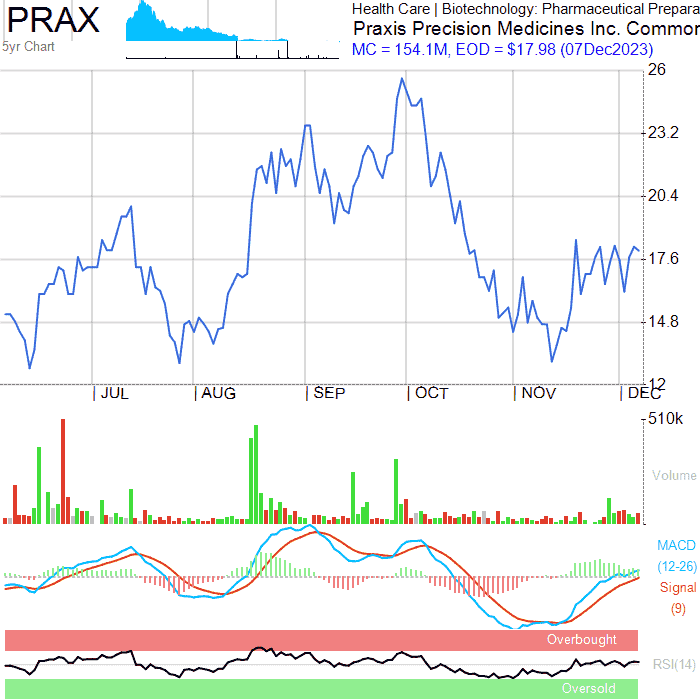 PRAX
5yr Chart
Health Care | Biotechnology: Pharmaceutical Prepara
Praxis Precision Medicines Inc. Common
MC = 154.1M, EOD = $17.98 (07Dec2023)
26
23.2
20.4
17.6
14.8
12
JUL
AUG
SEP
OCT
NOV
DEC
510k
Volume
MACD
(12-26)
Signal
(9)
Overbought
RSI(14)
Oversold